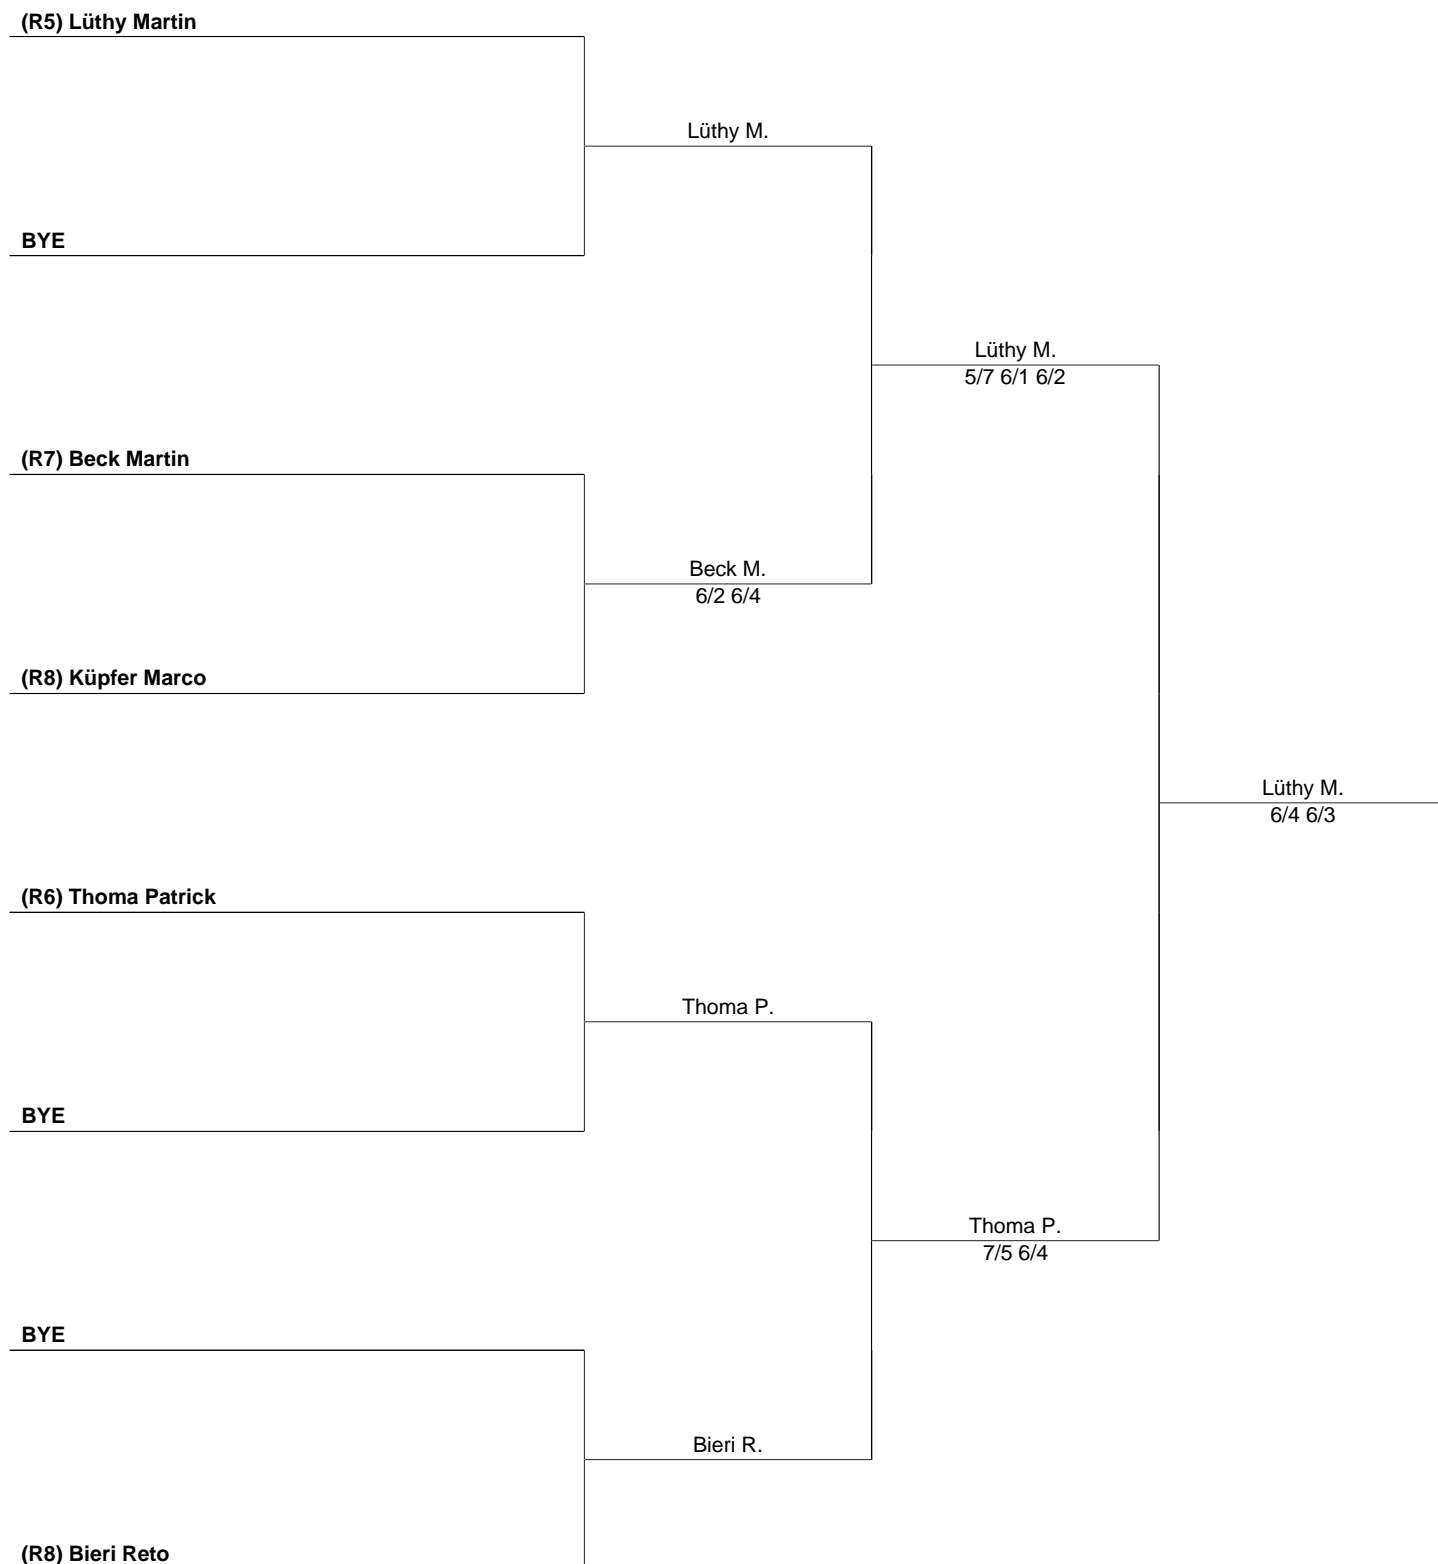 (R5) Lüthy Martin
Lüthy M.
BYE
Lüthy M.
5/7 6/1 6/2
(R7) Beck Martin
Beck M.
6/2 6/4
(R8) Küpfer Marco
Lüthy M.
6/4 6/3
(R6) Thoma Patrick
Thoma P.
BYE
Thoma P.
7/5 6/4
BYE
Bieri R.
(R8) Bieri Reto